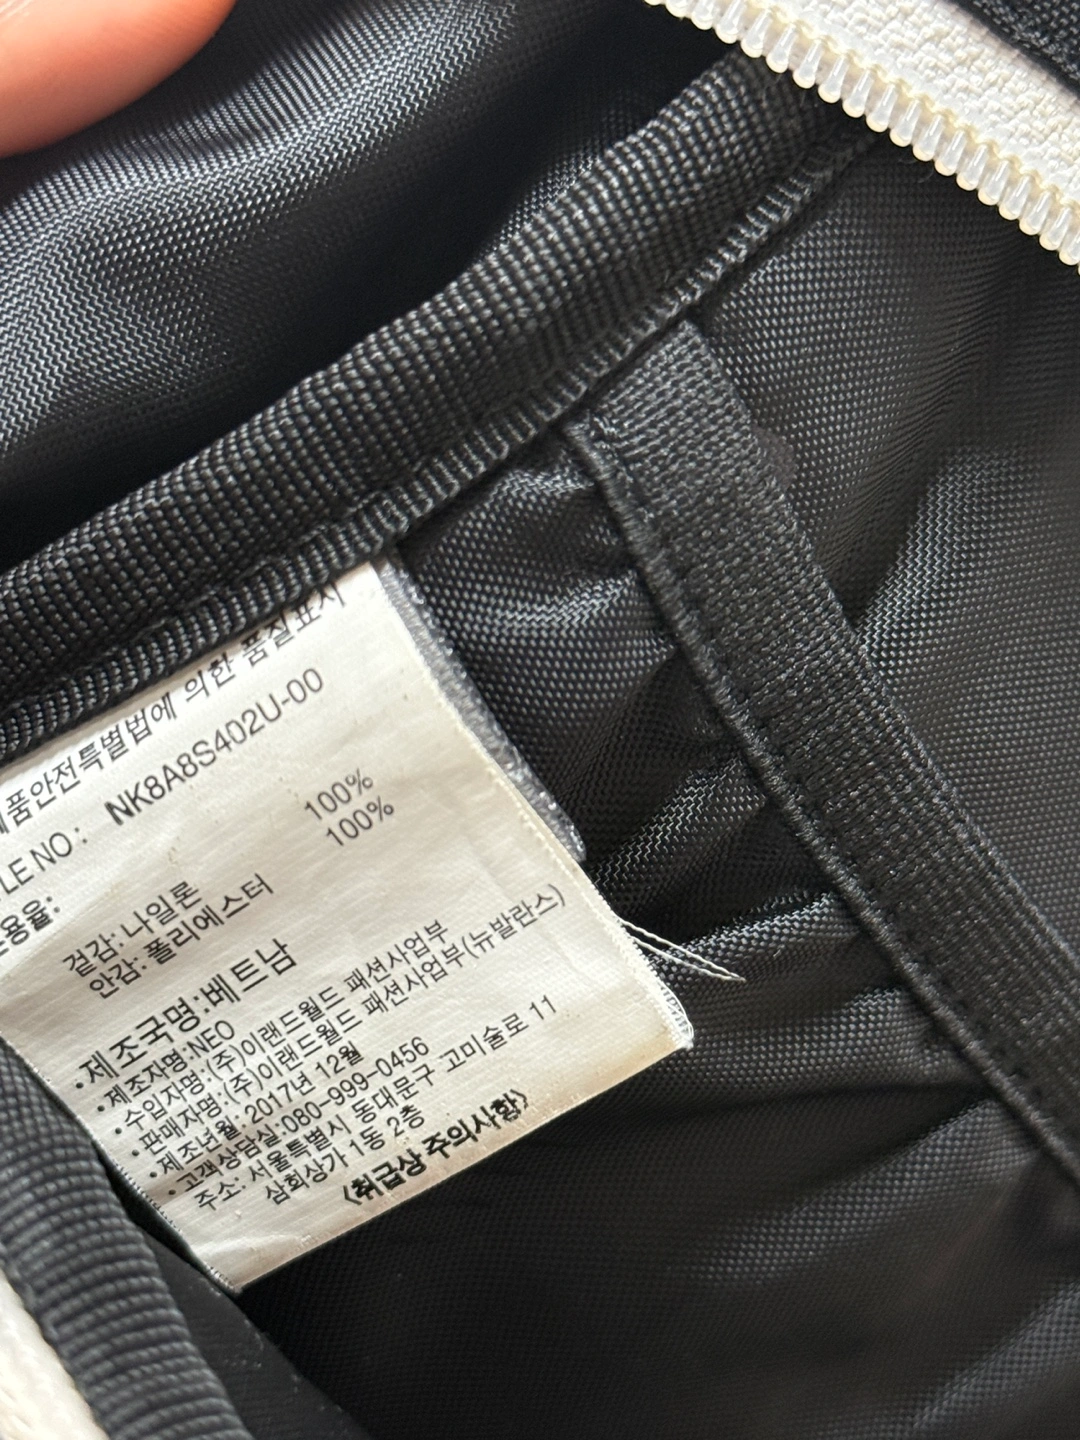 품안전특별법에 의한 품질표시
LE NO : NK8A8S402U-00
용율:
겉감: 나일론 100%
안감: 폴리에스터 100%
•제조국명:베트남
•제조자명:NEO
•수입자명:(주)이랜드월드 패션사업부
•판매자명:(주)이랜드월드 패션사업부(뉴발란스)
•제조년월:2017년 12월
•고객상담실:080-999-0456
주소: 서울특별시 동대문구 고미술로 11
삼희상가 1동 2층
〈취급상 주의사항〉